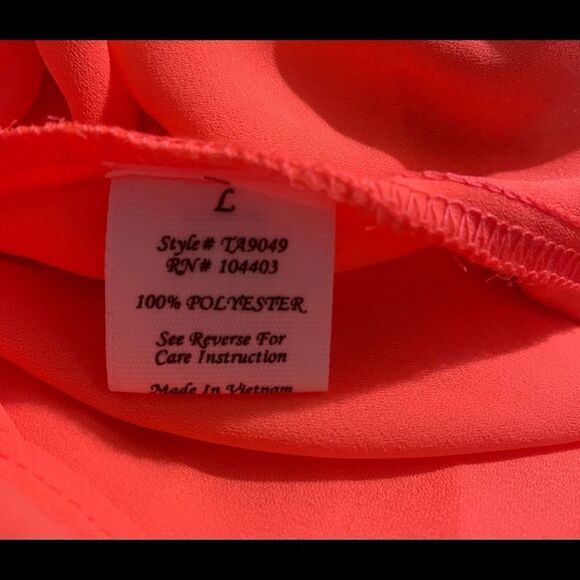 L
Style# TA9049
RN# 104403
100% POLYESTER
See Reverse For
Care Instruction
Made In Vietnam